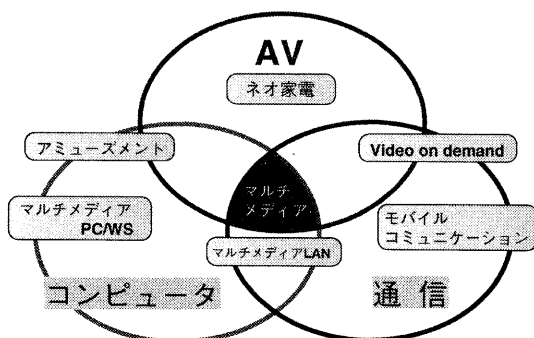 AV
ネオ家電
アミューズメント
Video on demand
マルチ
メディア
マルチメディア
PC/WS
モバイル
コミュニケーション
マルチメディアLAN
コンピュータ
通信